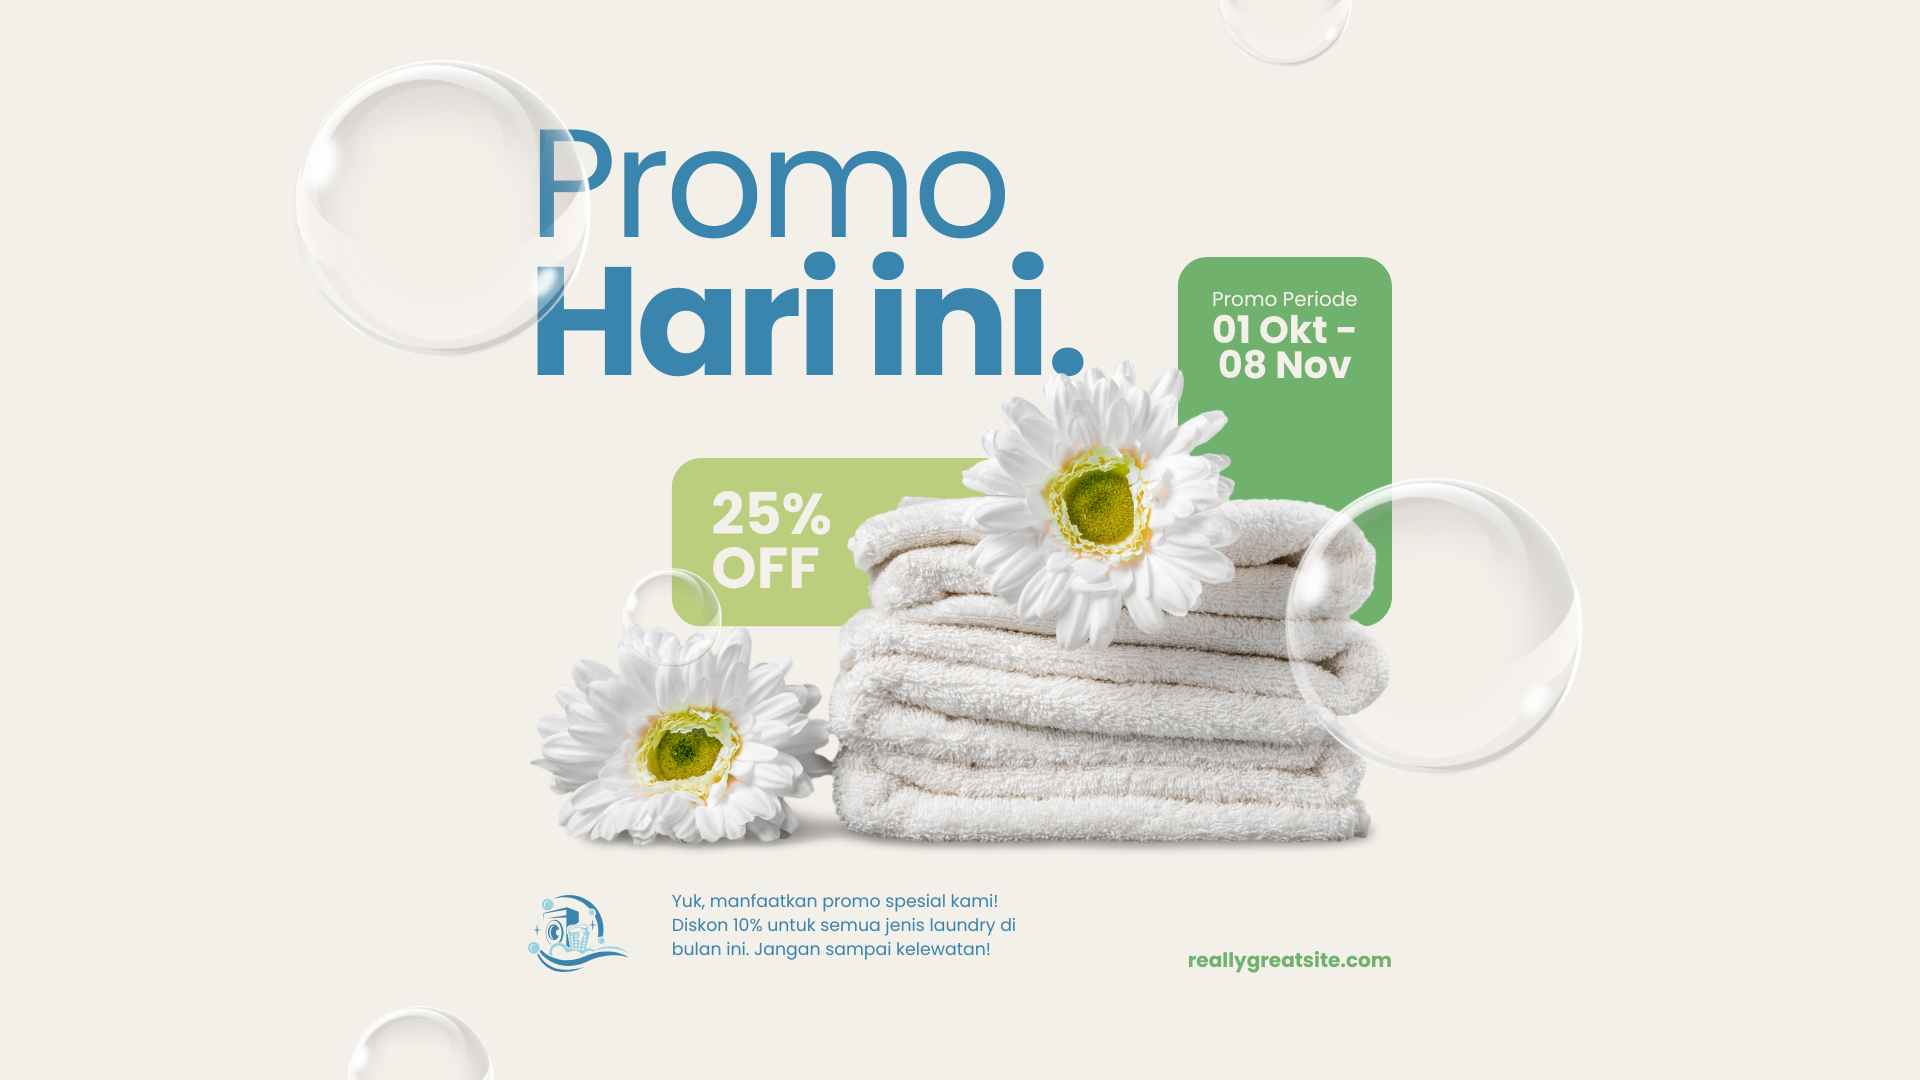 Promo
Hari ini.
Promo Periode
01 Okt -
08 Nov
25%
OFF
Yuk, manfaatkan promo spesial kami!
Diskon 10% untuk semua jenis laundry di
bulan ini. Jangan sampai kelewatan!
reallygreatsite.com